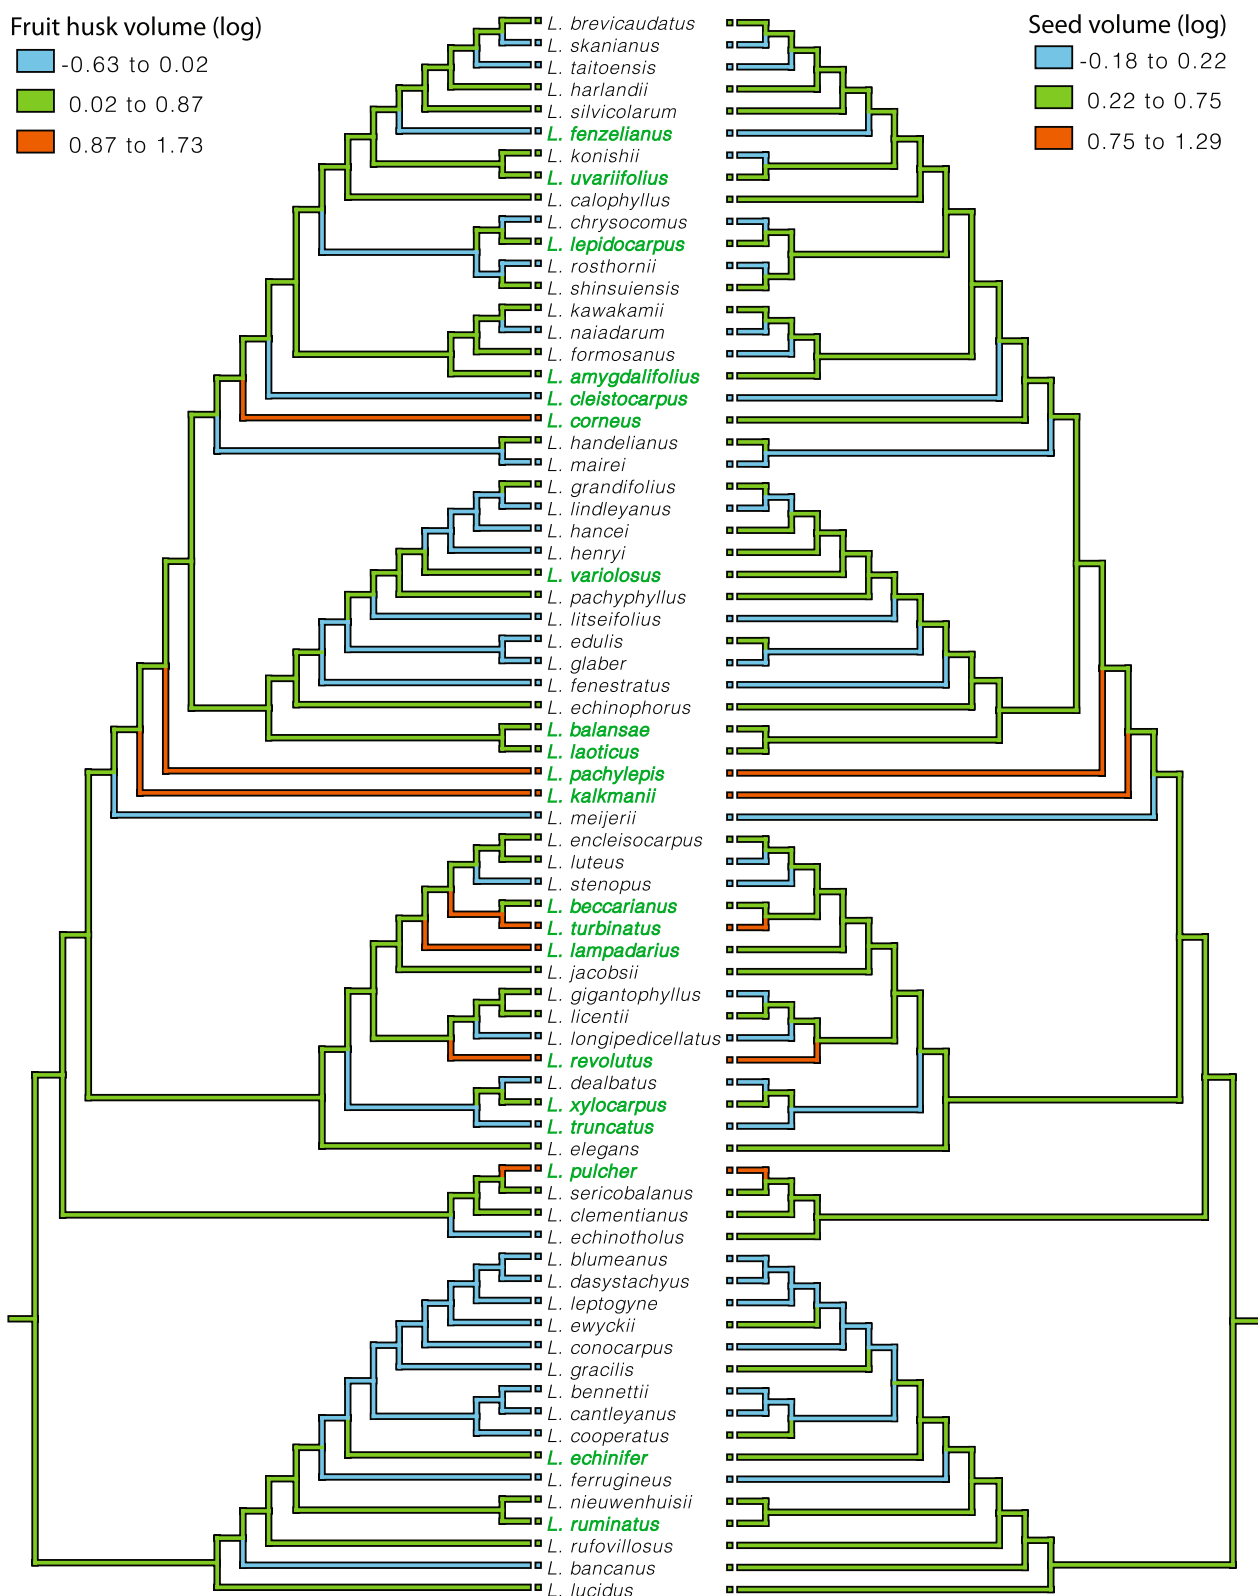 Fruit husk volume (log)
-0.63 to 0.02
0.02 to 0.87
0.87 to 1.73
Seed volume (log)
-0.18 to 0.22
0.22 to 0.75
0.75 to 1.29
L. brevicaudatus
L. skanianus
L. taitoensis
L. harlandii
L. silvicolarum
L. fenzelianus
L. konishii
L. uvariifolius
L. calophyllus
L. chrysocomus
L. lepidocarpus
L. rosthornii
L. shinsuiensis
L. kawakamii
L. naiadarum
L. formosanus
L. amygdalifolius
L. cleistocarpus
L. corneus
L. handelianus
L. mairei
L. grandifolius
L. lindleyanus
L. hancei
L. henryi
L. variolosus
L. pachyphyllus
L. litseifolius
L. edulis
L. glaber
L. fenestratus
L. echinophorus
L. balansae
L. laoticus
L. pachylepis
L. kalkmanii
L. meijerii
L. encleisocarpus
L. luteus
L. stenopus
L. beccarianus
L. turbinatus
L. lampadarius
L. jacobsii
L. gigantophyllus
L. licentii
L. longipedicellatus
L. revolutus
L. dealbatus
L. xylocarpus
L. truncatus
L. elegans
L. pulcher
L. sericobalanus
L. clementianus
L. echinotholus
L. blumeanus
L. dasystachyus
L. leptogyne
L. ewyckii
L. conocarpus
L. gracilis
L. bennettii
L. cantleyanus
L. cooperatus
L. echinifer
L. ferrugineus
L. nieuwenhuisii
L. ruminatus
L. rufovillosus
L. bancanus
L. lucidus